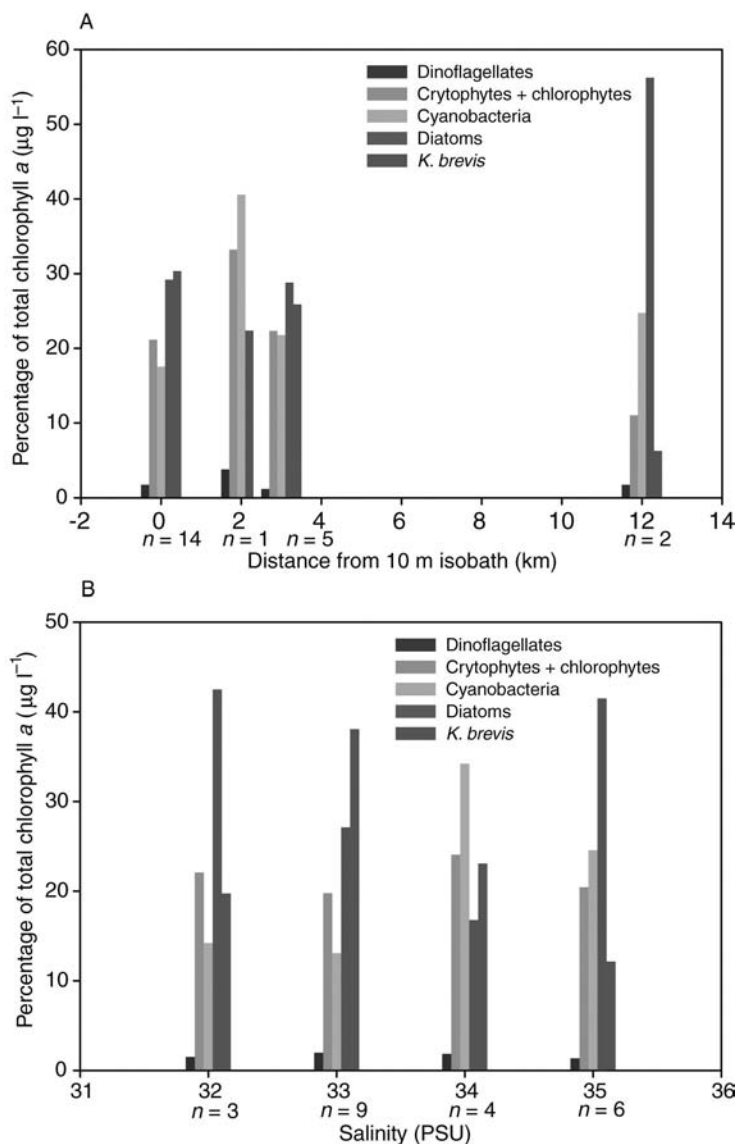 A
60
50
40
30
20
10
0
Percentage of total chlorophyll a (μg l–1)
Dinoflagellates
Crytophytes + chlorophytes
Cyanobacteria
Diatoms
K. brevis
-2 0 2 4 6 8 10 12 14
n = 14 n = 1 n = 5 n = 2
Distance from 10 m isobath (km)
B
50
40
30
20
10
0
Percentage of total chlorophyll a (μg l–1)
Dinoflagellates
Crytophytes + chlorophytes
Cyanobacteria
Diatoms
K. brevis
31 32 33 34 35 36
n = 3 n = 9 n = 4 n = 6
Salinity (PSU)